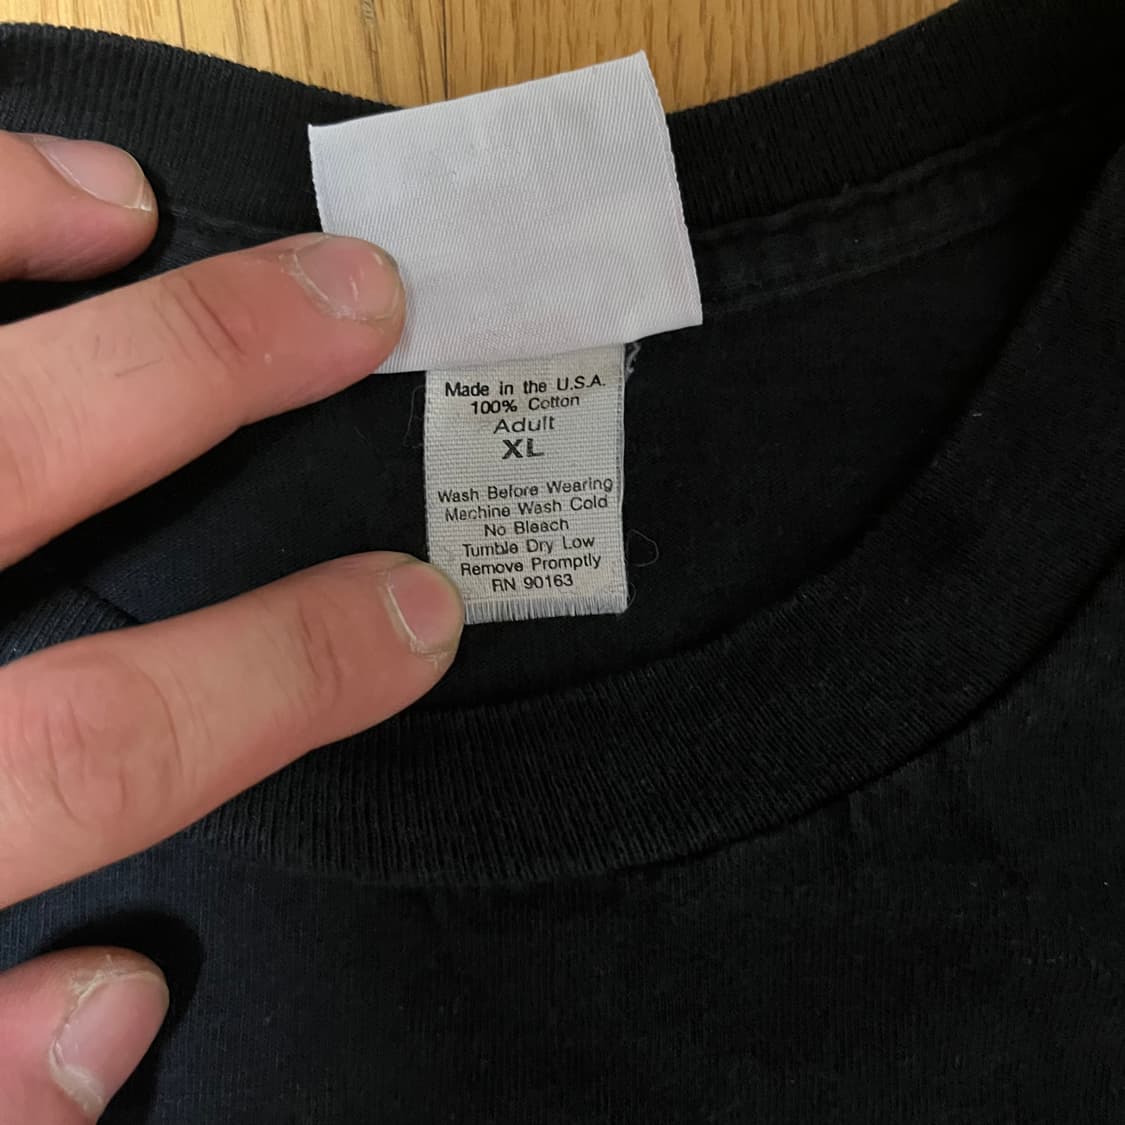 Made in the U.S.A.
100% Cotton
Adult
XL
Wash Before Wearing
Machine Wash Cold
No Bleach
Tumble Dry Low
Remove Promptly
RN 90163